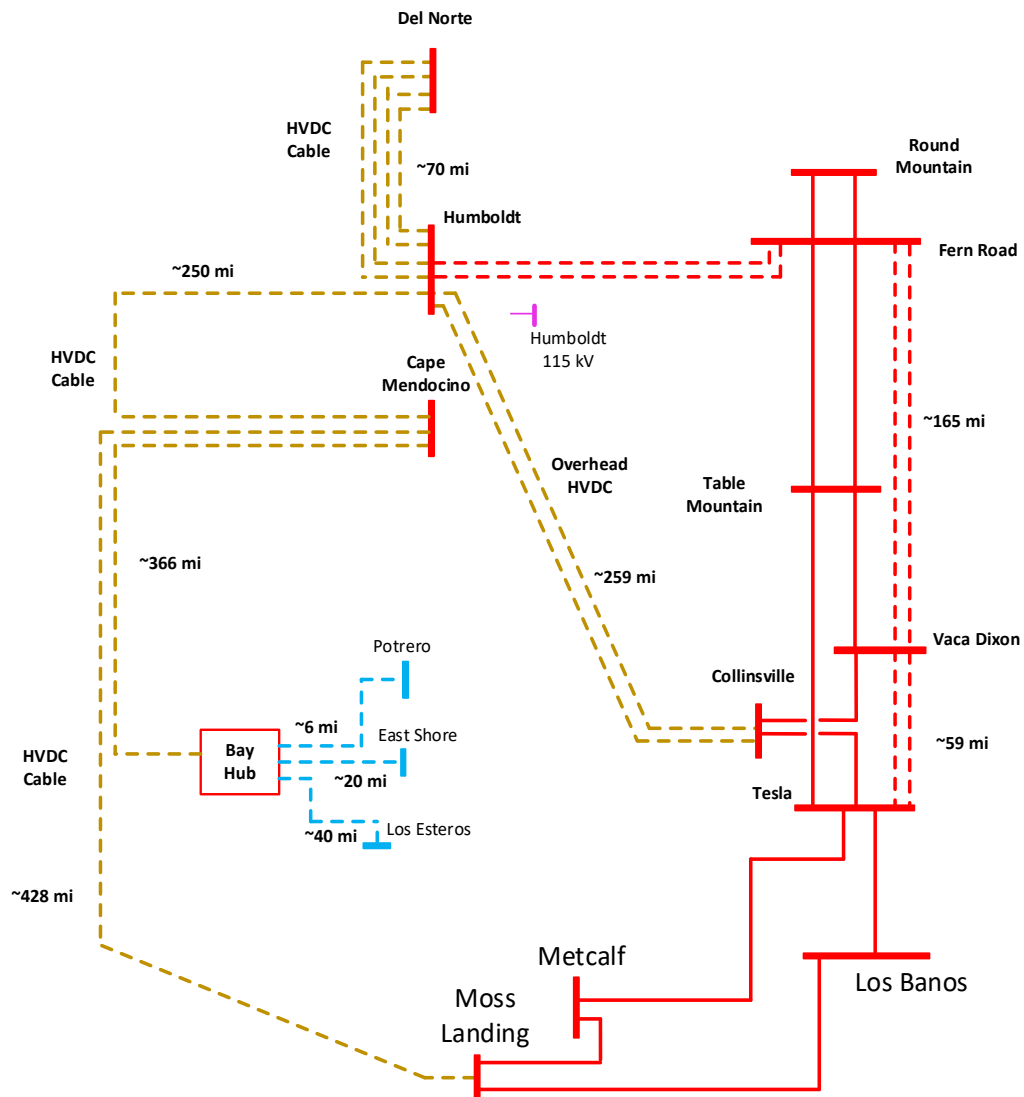 Del Norte
HVDC
Cable
~70 mi
Round
Mountain
Humboldt
Fern Road
~250 mi
Humboldt
115 kV
HVDC
Cable
Cape
Mendocino
~165 mi
Overhead
HVDC
Table
Mountain
~366 mi
~259 mi
Potrero
Vaca Dixon
Collinsville
~6 mi
East Shore
Bay
Hub
~20 mi
~59 mi
HVDC
Cable
Tesla
Los Esteros
~40 mi
~428 mi
Metcalf
Los Banos
Moss
Landing